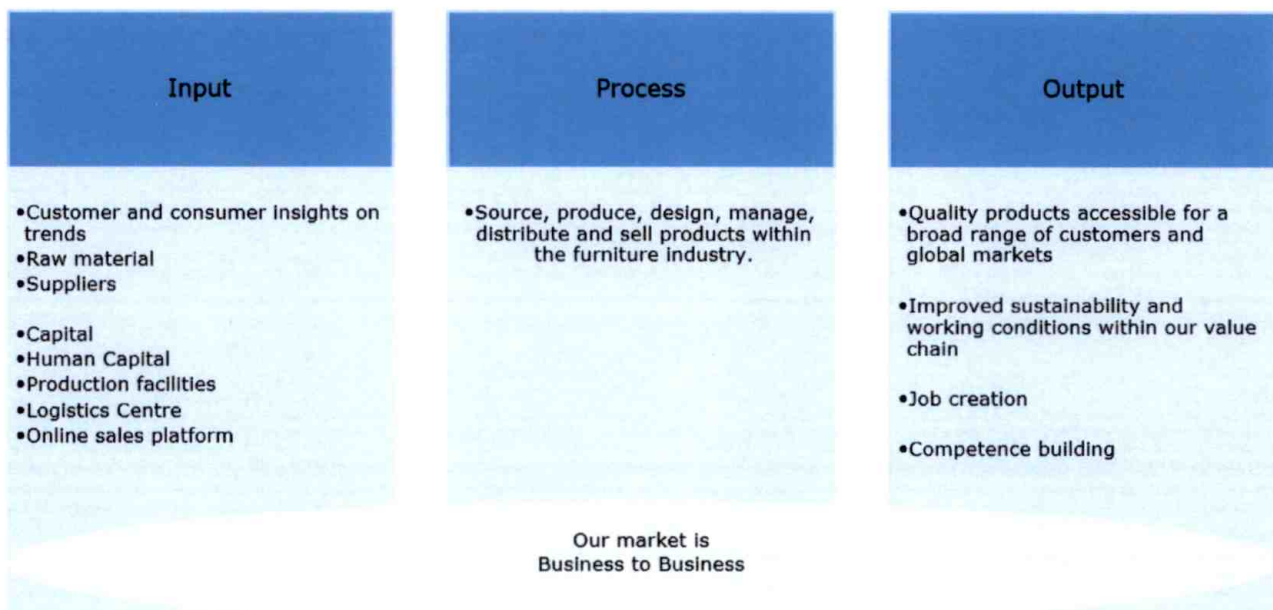 Input
•Customer and consumer insights on
trends
•Raw material
•Suppliers
•Capital
•Human Capital
•Production facilities
•Logistics Centre
•Online sales platform
Process
•Source, produce, design, manage,
distribute and sell products within
the furniture industry.
Output
•Quality products accessible for a
broad range of customers and
global markets
•Improved sustainability and
working conditions within our value
chain
•Job creation
•Competence building
Our market is
Business to Business